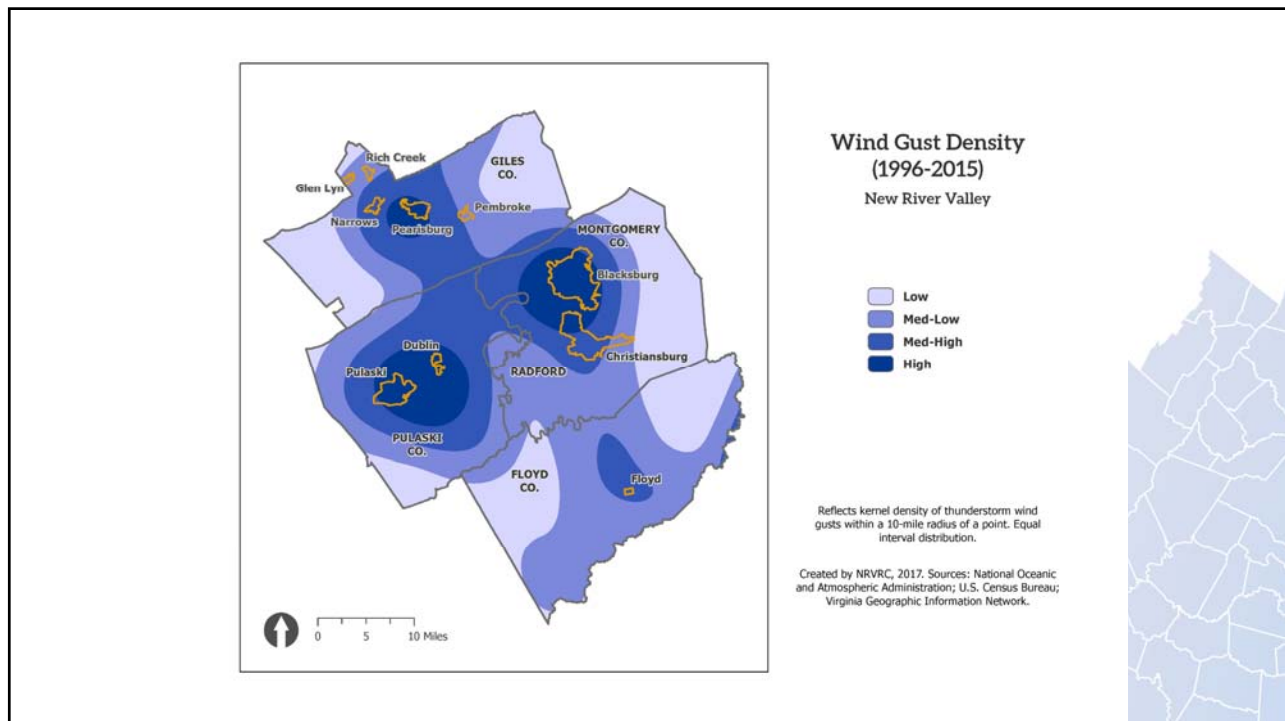 Wind Gust Density
(1996-2015)
New River Valley
Rich Creek
GILES
CO.
Glen Lyn
Narrows
Pearisburg
Pembroke
MONTGOMERY
CO.
Blacksburg
Dublin
Christiansburg
Pulaski
RADFORD
PULASKI
CO.
FLOYD
CO.
Floyd
Low
Med-Low
Med-High
High
Reflects kernel density of thunderstorm wind
gusts within a 10-mile radius of a point. Equal
interval distribution.
Created by NRVRC, 2017. Sources: National Oceanic
and Atmospheric Administration; U.S. Census Bureau;
Virginia Geographic Information Network.
0 5 10 Miles